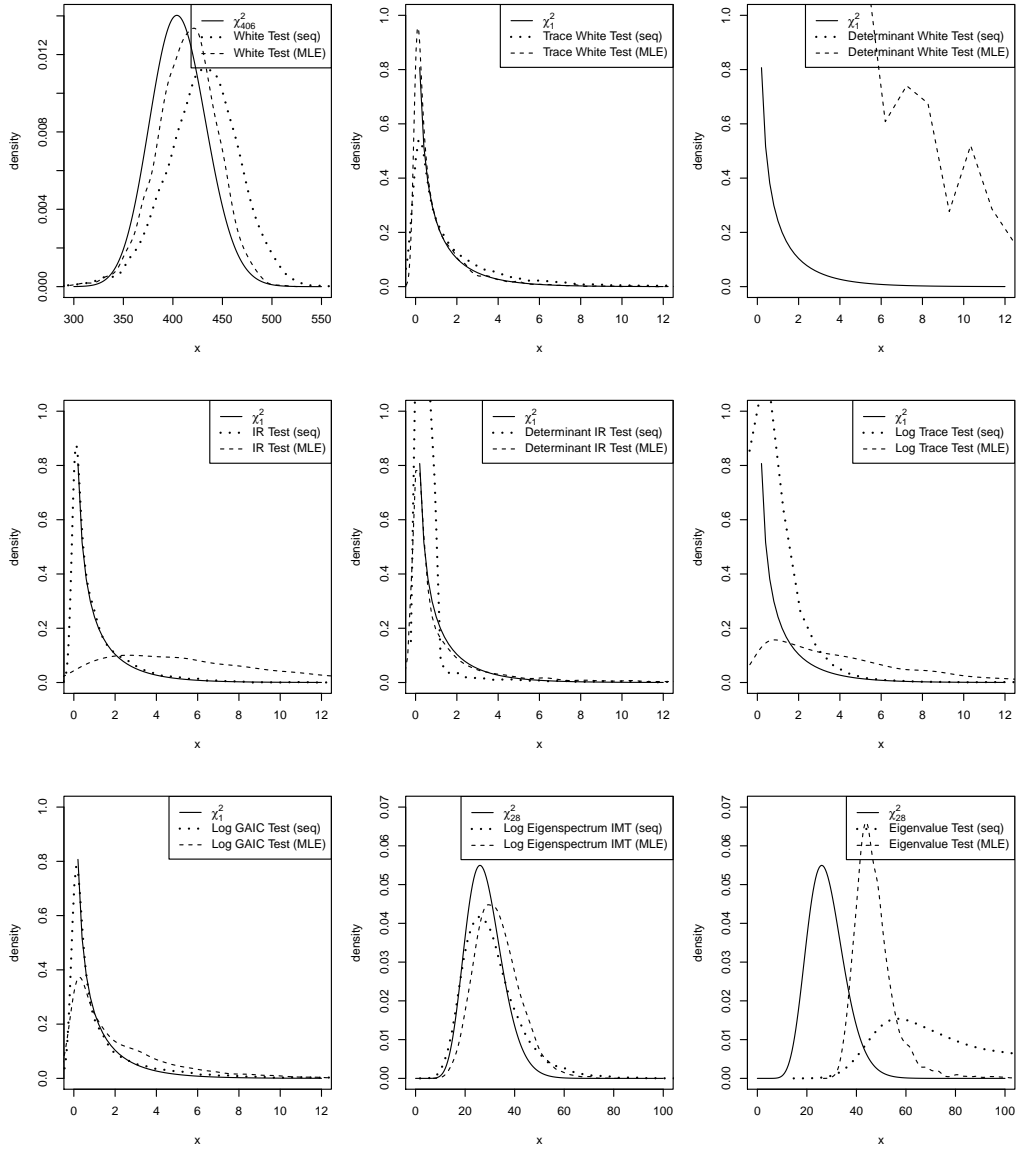 χ²₄₀₆
White Test (seq)
White Test (MLE)
density
0.000 0.004 0.008 0.012
300 350 400 450 500 550
x
χ²₁
Trace White Test (seq)
Trace White Test (MLE)
density
0.0 0.2 0.4 0.6 0.8 1.0
0 2 4 6 8 10 12
x
χ²₁
Determinant White Test (seq)
Determinant White Test (MLE)
density
0.0 0.2 0.4 0.6 0.8 1.0
0 2 4 6 8 10 12
x
χ²₁
IR Test (seq)
IR Test (MLE)
density
0.0 0.2 0.4 0.6 0.8 1.0
0 2 4 6 8 10 12
x
χ²₁
Determinant IR Test (seq)
Determinant IR Test (MLE)
density
0.0 0.2 0.4 0.6 0.8 1.0
0 2 4 6 8 10 12
x
χ²₁
Log Trace Test (seq)
Log Trace Test (MLE)
density
0.0 0.2 0.4 0.6 0.8 1.0
0 2 4 6 8 10 12
x
χ²₁
Log GAIC Test (seq)
Log GAIC Test (MLE)
density
0.0 0.2 0.4 0.6 0.8 1.0
0 2 4 6 8 10 12
x
χ²₂₈
Log Eigenspectrum IMT (seq)
Log Eigenspectrum IMT (MLE)
density
0.00 0.01 0.02 0.03 0.04 0.05 0.06 0.07
0 20 40 60 80 100
x
χ²₂₈
Eigenvalue Test (seq)
Eigenvalue Test (MLE)
density
0.00 0.01 0.02 0.03 0.04 0.05 0.06 0.07
0 20 40 60 80 100
x